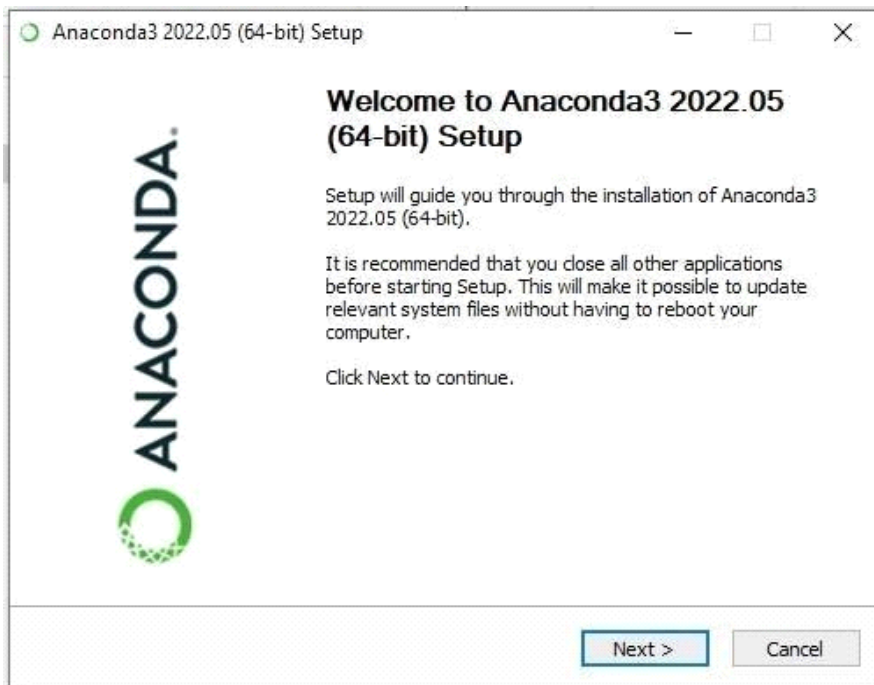 Anaconda3 2022.05 (64-bit) Setup
Welcome to Anaconda3 2022.05
(64-bit) Setup
Setup will guide you through the installation of Anaconda3
2022.05 (64-bit).
It is recommended that you close all other applications
before starting Setup. This will make it possible to update
relevant system files without having to reboot your
computer.
Click Next to continue.
ANACONDA.
Next >
Cancel